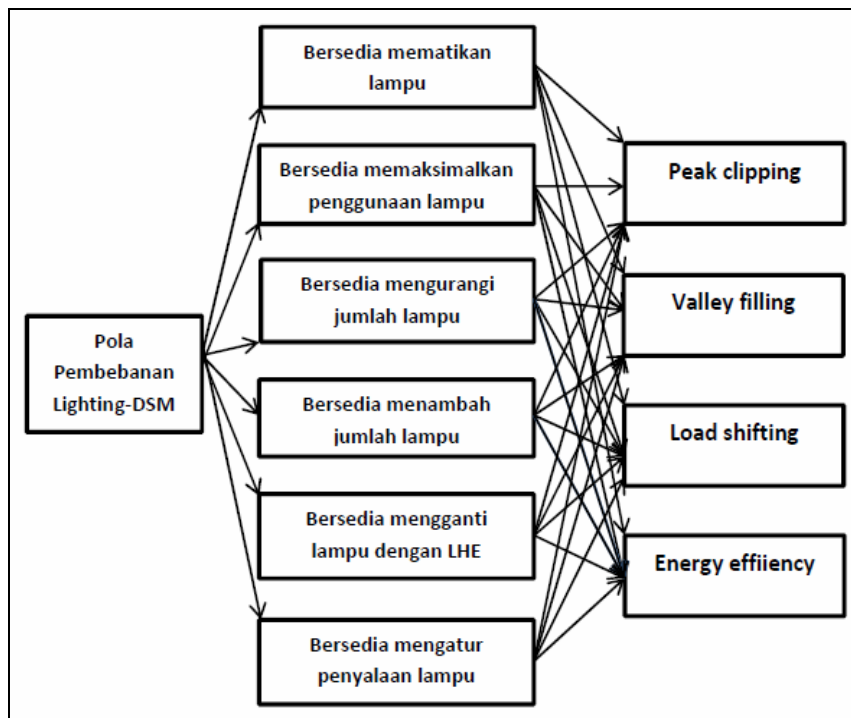 Pola
Pembebanan
Lighting-DSM
Bersedia mematikan
lampu
Bersedia memaksimalkan
penggunaan lampu
Bersedia mengurangi
jumlah lampu
Bersedia menambah
jumlah lampu
Bersedia mengganti
lampu dengan LHE
Bersedia mengatur
penyalaan lampu
Peak clipping
Valley filling
Load shifting
Energy effiiency